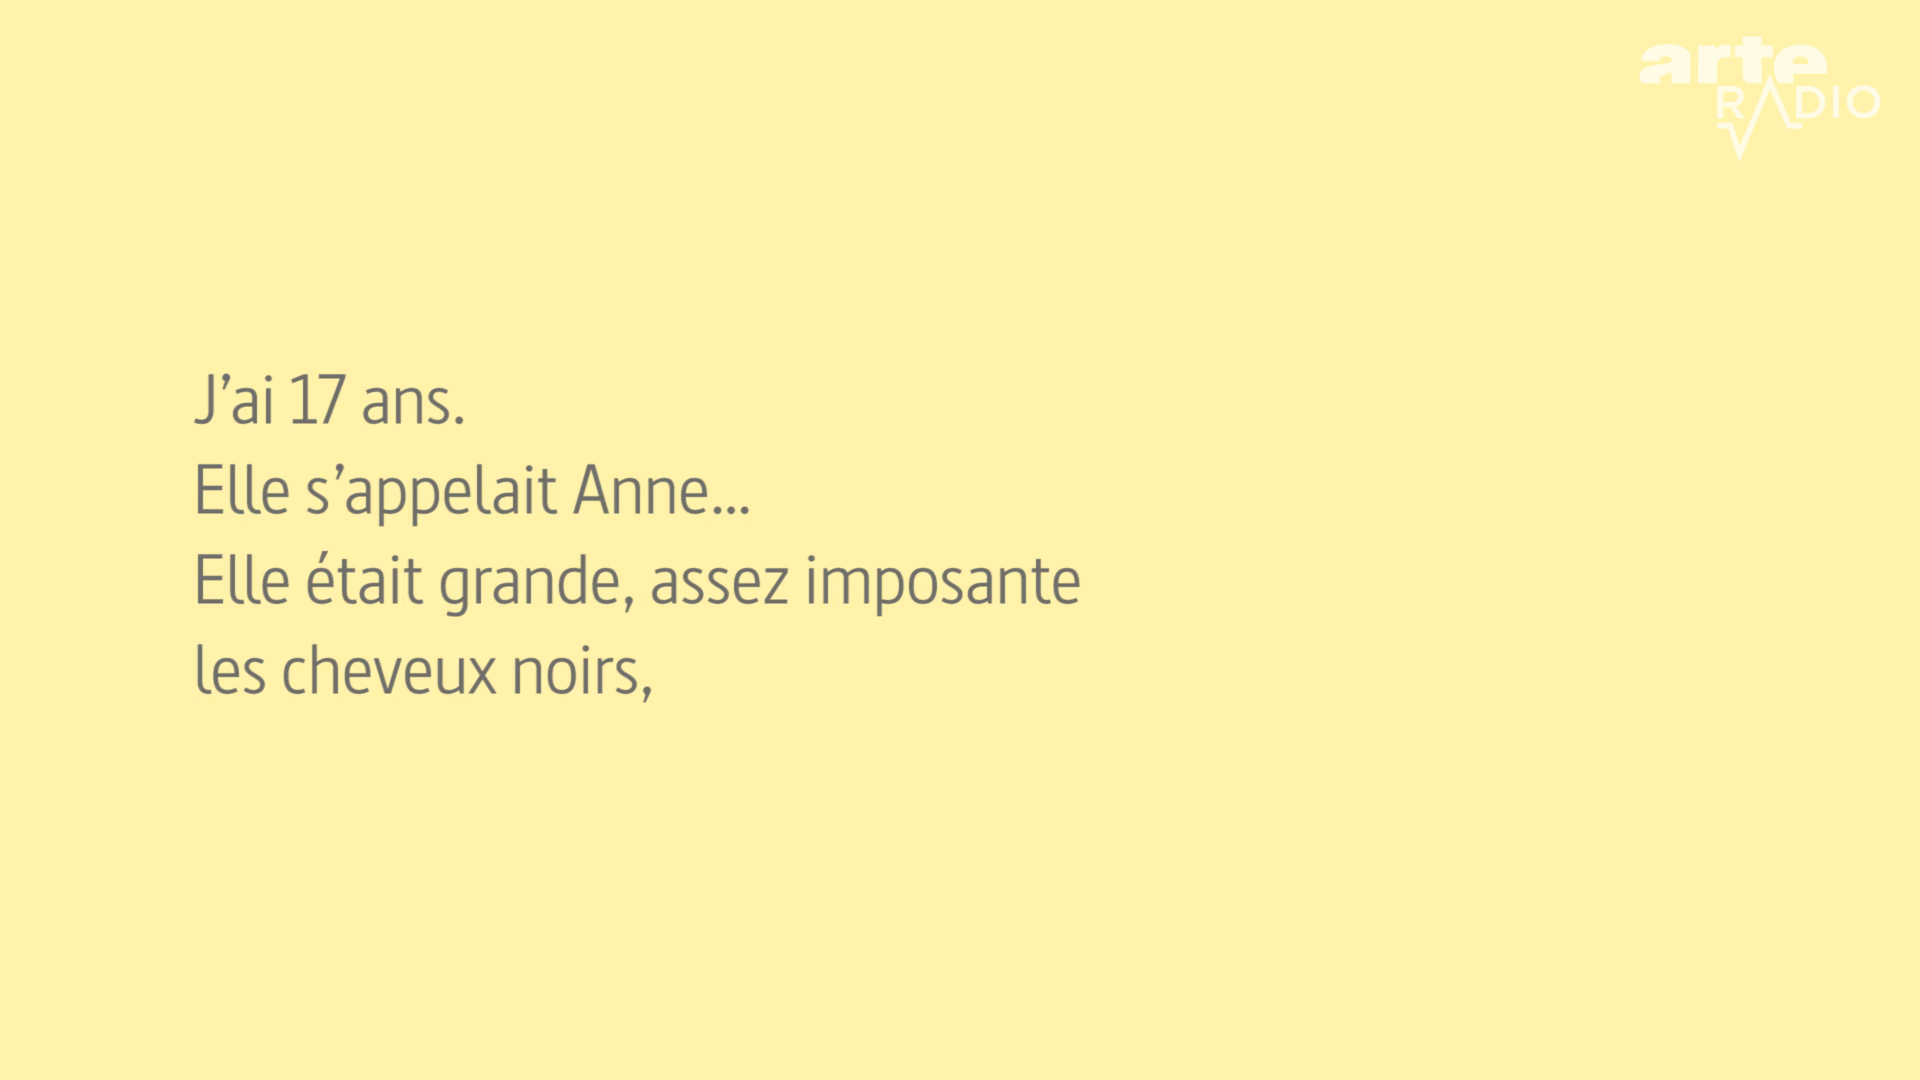 arte
RADIO
J’ai 17 ans.
Elle s’appelait Anne...
Elle était grande, assez imposante
les cheveux noirs,